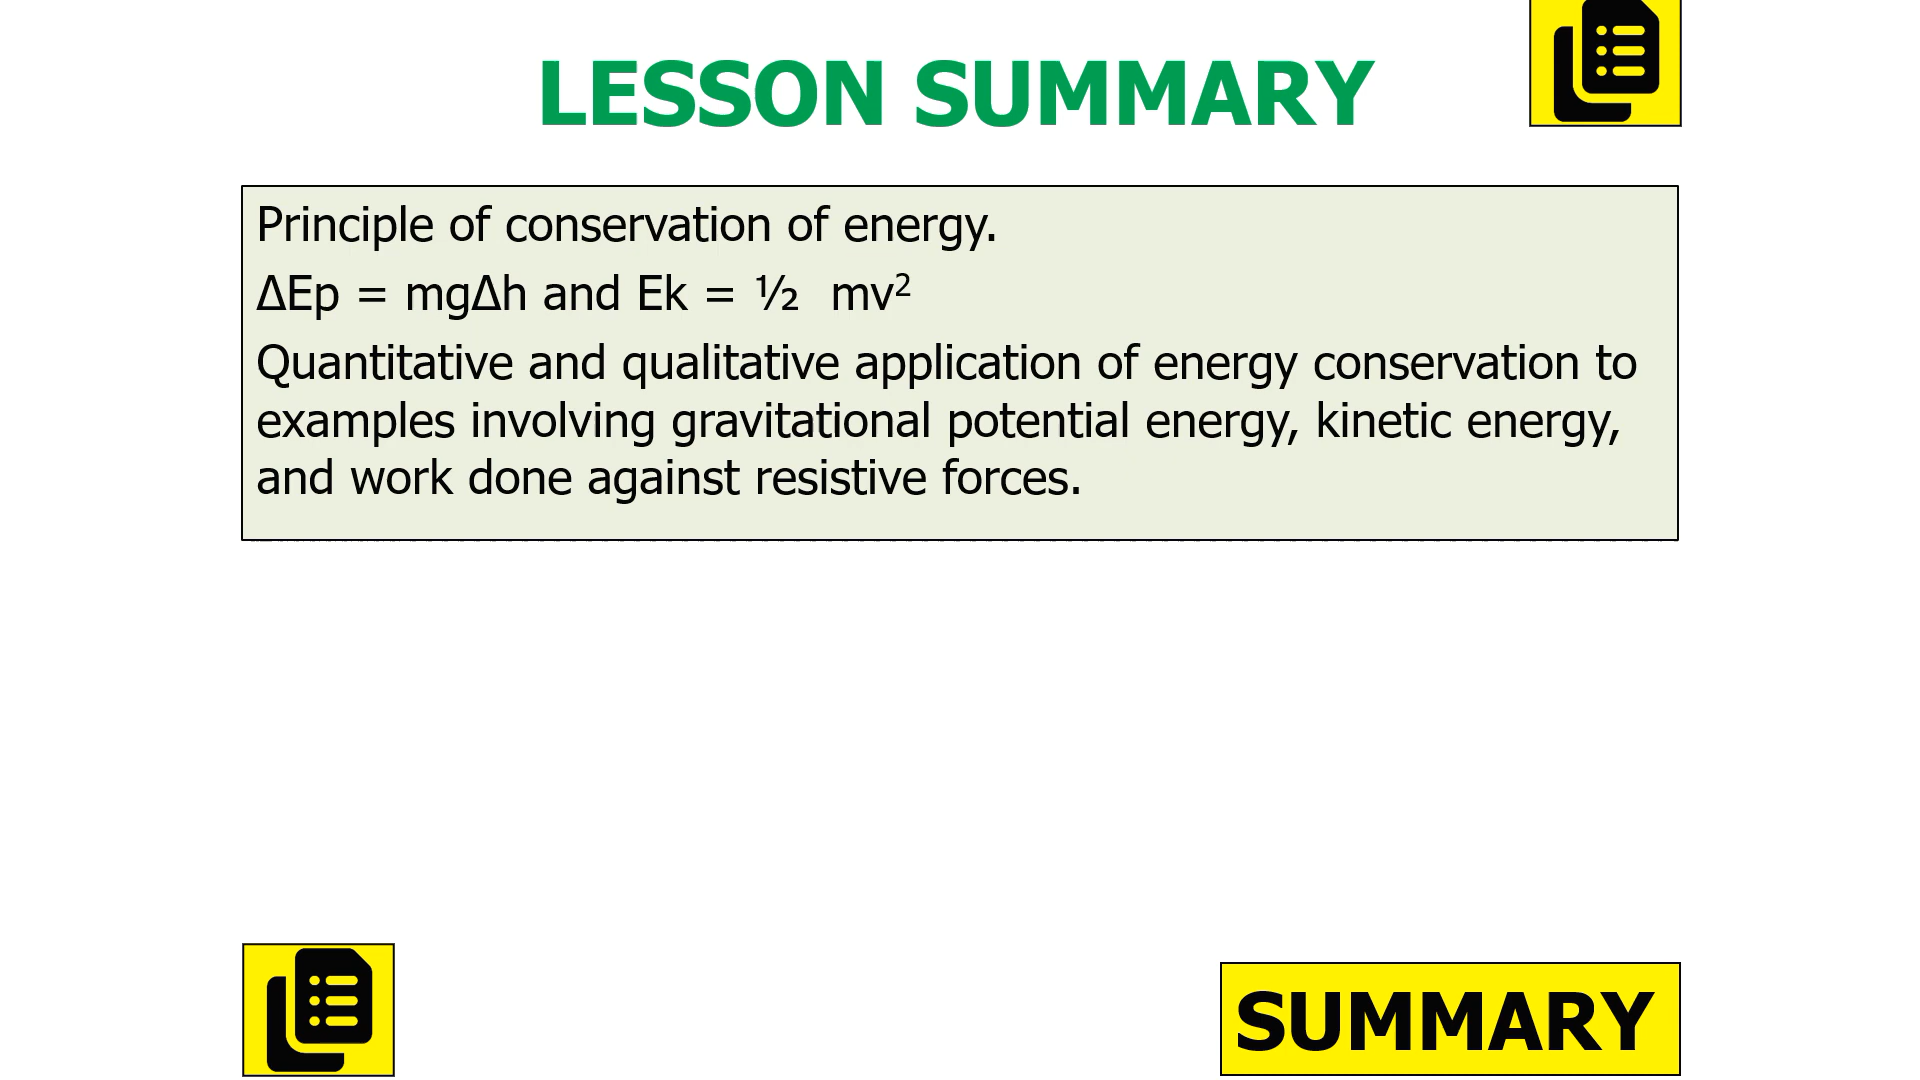 LESSON SUMMARY
Principle of conservation of energy.
ΔEp = mgΔh and Ek = ½  mv²
Quantitative and qualitative application of energy conservation to
examples involving gravitational potential energy, kinetic energy,
and work done against resistive forces.
SUMMARY